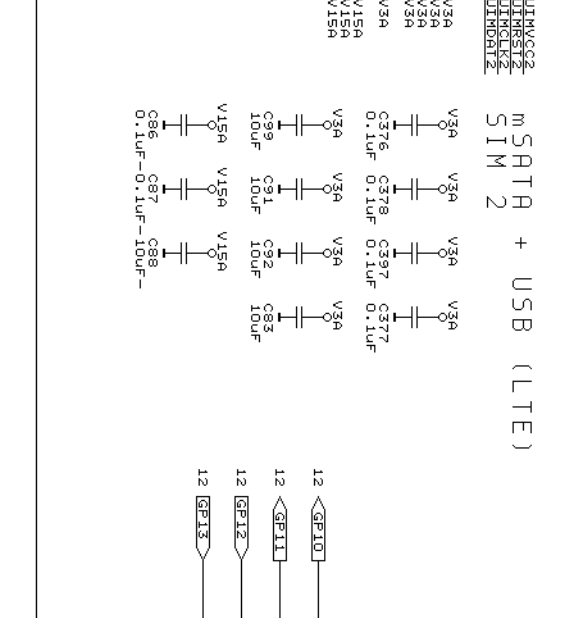 UIMVCC2
UIMRST2
UIMCLK2
UIMDAT2
V3A
V3A
V3A
V3A
V3A
V15A
V15A
V15A
mSATA + USB (LTE)
SIM 2
V3A V3A V3A V3A
C376 C378 C397 C377
0.1uF 0.1uF 0.1uF 0.1uF
V3A V3A V3A V3A
C99 C91 C92 C83
10uF 10uF 10uF 10uF
V15A V15A V15A
C86 C87 C88
0.1uF-0.1uF-10uF-
12 GP10
12 GP11
12 GP12
12 GP13